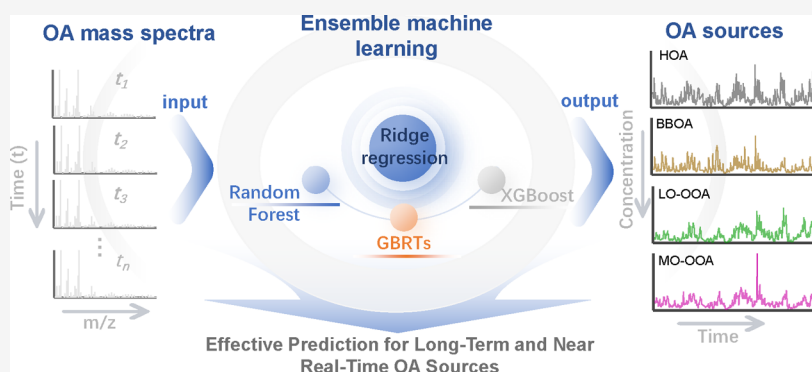 OA mass spectra
t1
t2
t3
⋮
tn
Time (t)
m/z
input
Ensemble machine
learning
Ridge
regression
Random
Forest
GBRTs
XGBoost
output
OA sources
HOA
BBOA
LO-OOA
MO-OOA
Concentration
Time
Effective Prediction for Long-Term and Near
Real-Time OA Sources